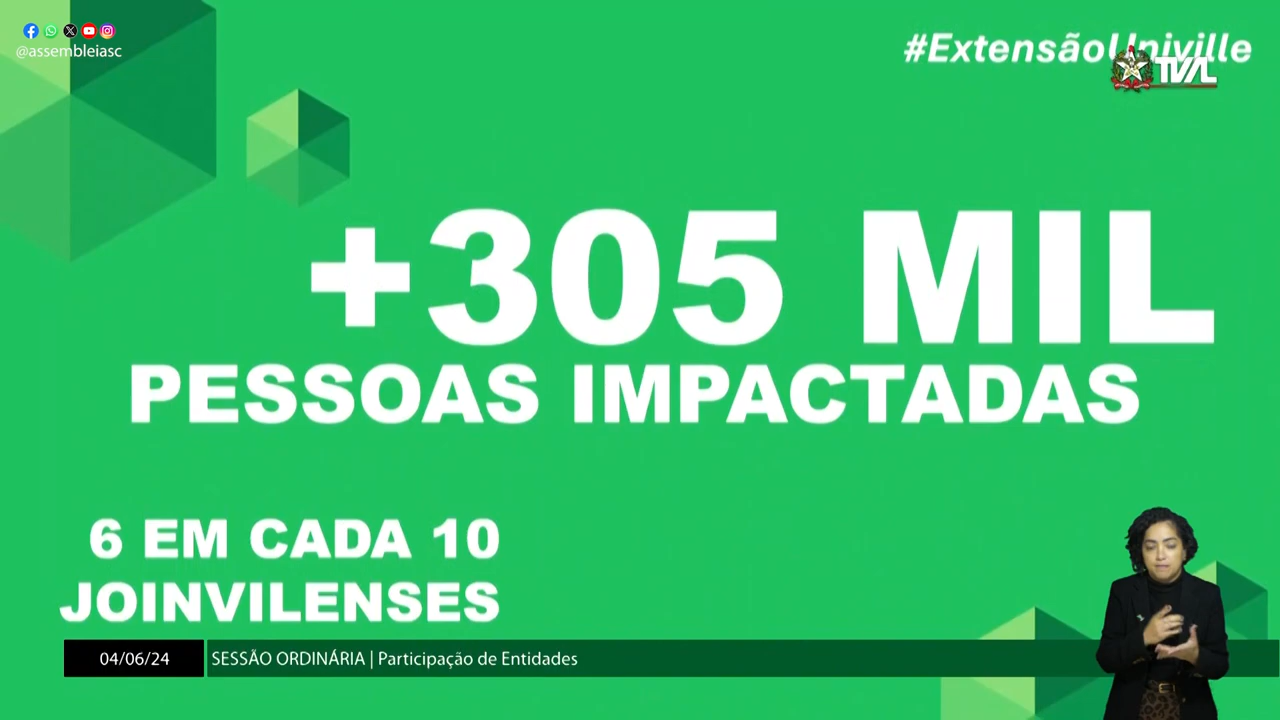 @assembleiasc
#ExtensãoUniville
TVAL
+305 MIL
PESSOAS IMPACTADAS
6 EM CADA 10
JOINVILENSES
04/06/24
SESSÃO ORDINÁRIA | Participação de Entidades